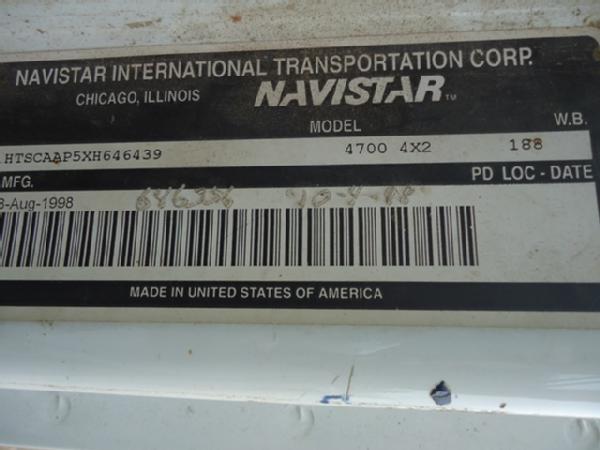 NAVISTAR INTERNATIONAL TRANSPORTATION CORP.
CHICAGO, ILLINOIS NAVISTAR TM
MODEL W.B.
HTSCAAP5XH646439 4700 4X2 188
MFG. PD LOC - DATE
-Aug-1998
MADE IN UNITED STATES OF AMERICA